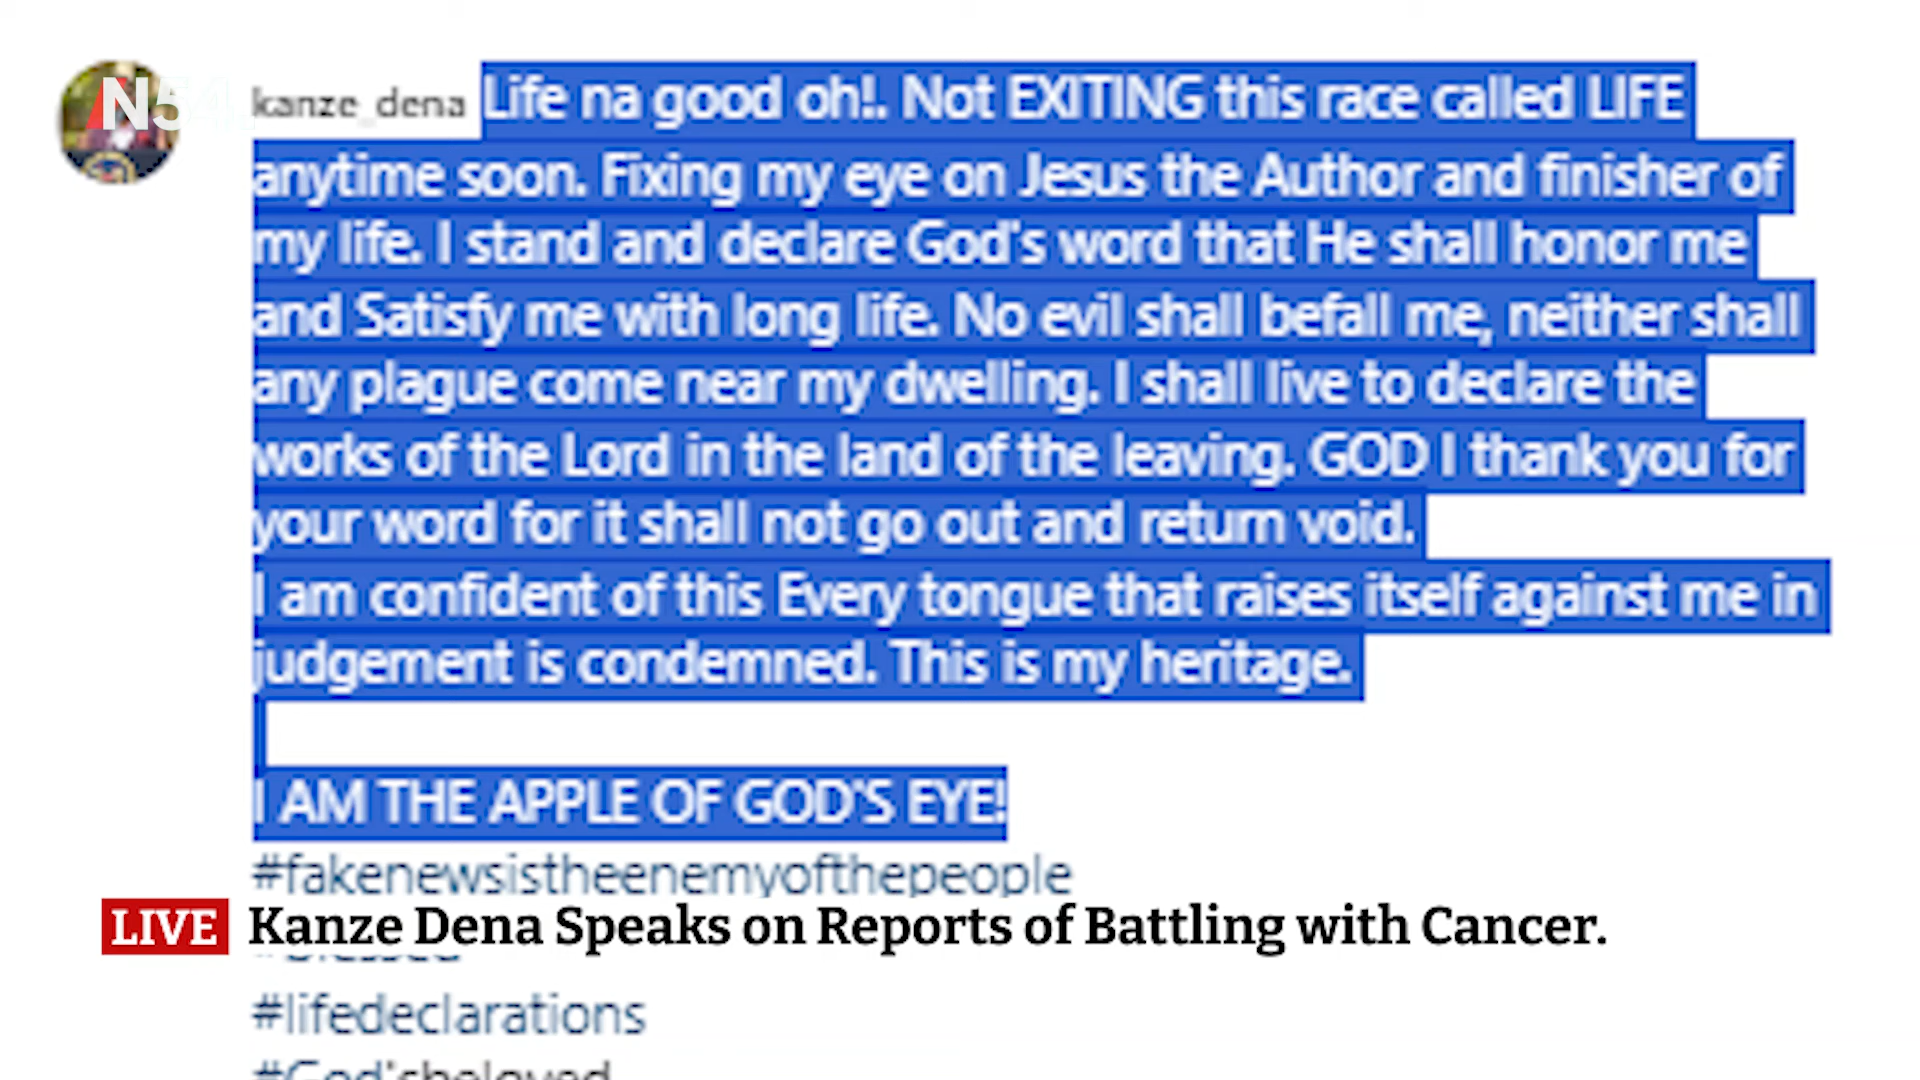 N54
kanze_dena Life na good oh!. Not EXITING this race called LIFE
anytime soon. Fixing my eye on Jesus the Author and finisher of
my life. I stand and declare God's word that He shall honor me
and Satisfy me with long life. No evil shall befall me, neither shall
any plague come near my dwelling. I shall live to declare the
works of the Lord in the land of the leaving. GOD I thank you for
your word for it shall not go out and return void.
I am confident of this Every tongue that raises itself against me in
judgement is condemned. This is my heritage.
I AM THE APPLE OF GOD'S EYE!
#fakenewsistheenemyofthepeople
LIVE Kanze Dena Speaks on Reports of Battling with Cancer.
#blessed
#lifedeclarations
#God'sbeloved